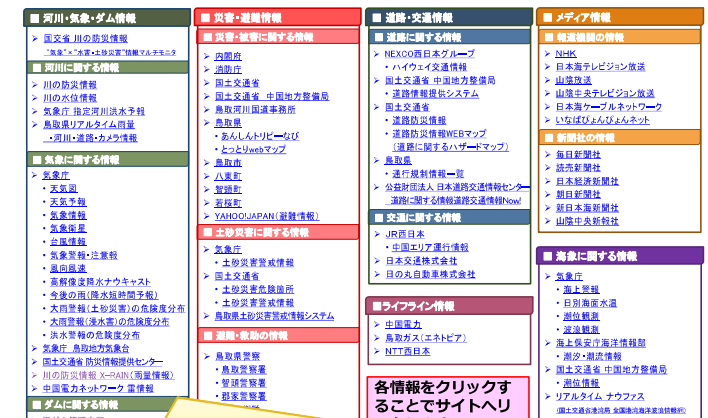 ■ 河川・気象・ダム情報
➢ 国交省 川の防災情報
"気象"×"水害・土砂災害"情報マルチモニタ
■ 河川に関する情報
➢ 川の防災情報
➢ 川の水位情報
➢ 気象庁 指定河川洪水予報
➢ 鳥取県リアルタイム雨量
・河川・道路・カメラ情報
■ 気象に関する情報
➢ 気象庁
・天気図
・天気予報
・気象情報
・気象衛星
・台風情報
・気象警報・注意報
・風向風速
・高解像度降水ナウキャスト
・今後の雨(降水短時間予報)
・大雨警報(土砂災害)の危険度分布
・大雨警報(浸水害)の危険度分布
・洪水警報の危険度分布
➢ 気象庁 鳥取地方気象台
➢ 国土交通省 防災情報提供センター
➢ 川の防災情報 X-RAIN(雨量情報)
➢ 中国電力ネットワーク 雷情報
■ ダムに関する情報
■ 災害・避難情報
■ 災害・被害に関する情報
➢ 内閣府
➢ 消防庁
➢ 国土交通省
➢ 国土交通省 中国地方整備局
➢ 鳥取河川国道事務所
➢ 鳥取県
・あんしんトリピーなび
・とっとりwebマップ
➢ 鳥取市
➢ 八東町
➢ 智頭町
➢ 若桜町
➢ YAHOO!JAPAN(避難情報)
■ 土砂災害に関する情報
➢ 気象庁
・土砂災害警戒情報
➢ 国土交通省
・土砂災害危険箇所
・土砂災害警戒情報
➢ 鳥取県土砂災害警戒情報システム
■ 避難・救助の情報
➢ 鳥取県警察
・鳥取警察署
・智頭警察署
・郡家警察署
■ 道路・交通情報
■ 道路に関する情報
➢ NEXCO西日本グループ
・ハイウェイ交通情報
➢ 国土交通省 中国地方整備局
・道路情報提供システム
➢ 国土交通省
・道路防災情報
・道路防災情報WEBマップ
(道路に関するハザードマップ)
➢ 鳥取県
・通行規制情報一覧
➢ 公益財団法人 日本道路交通情報センター
道路に関する情報道路交通情報Now!
■ 交通に関する情報
➢ JR西日本
・中国エリア運行情報
➢ 日本交通株式会社
➢ 日の丸自動車株式会社
■ライフライン情報
➢ 中国電力
➢ 鳥取ガス(エネトピア)
➢ NTT西日本
各情報をクリックす
ることでサイトへリ
■ メディア情報
■ 報道機関の情報
➢ NHK
➢ 日本海テレビジョン放送
➢ 山陰放送
➢ 山陰中央テレビジョン放送
➢ 日本海ケーブルネットワーク
➢ いなばぴょんぴょんネット
■ 新聞社の情報
➢ 毎日新聞社
➢ 読売新聞社
➢ 日本経済新聞社
➢ 朝日新聞社
➢ 新日本海新聞社
➢ 山陰中央新報社
■ 海象に関する情報
➢ 気象庁
・海上警報
・日別海面水温
・潮位観測
・波浪観測
➢ 海上保安庁海洋情報部
・潮汐・潮流情報
➢ 国土交通省 中国地方整備局
・潮位情報
➢ リアルタイム ナウファス
(国土交通省港湾局 全国港湾海洋波浪情報網)